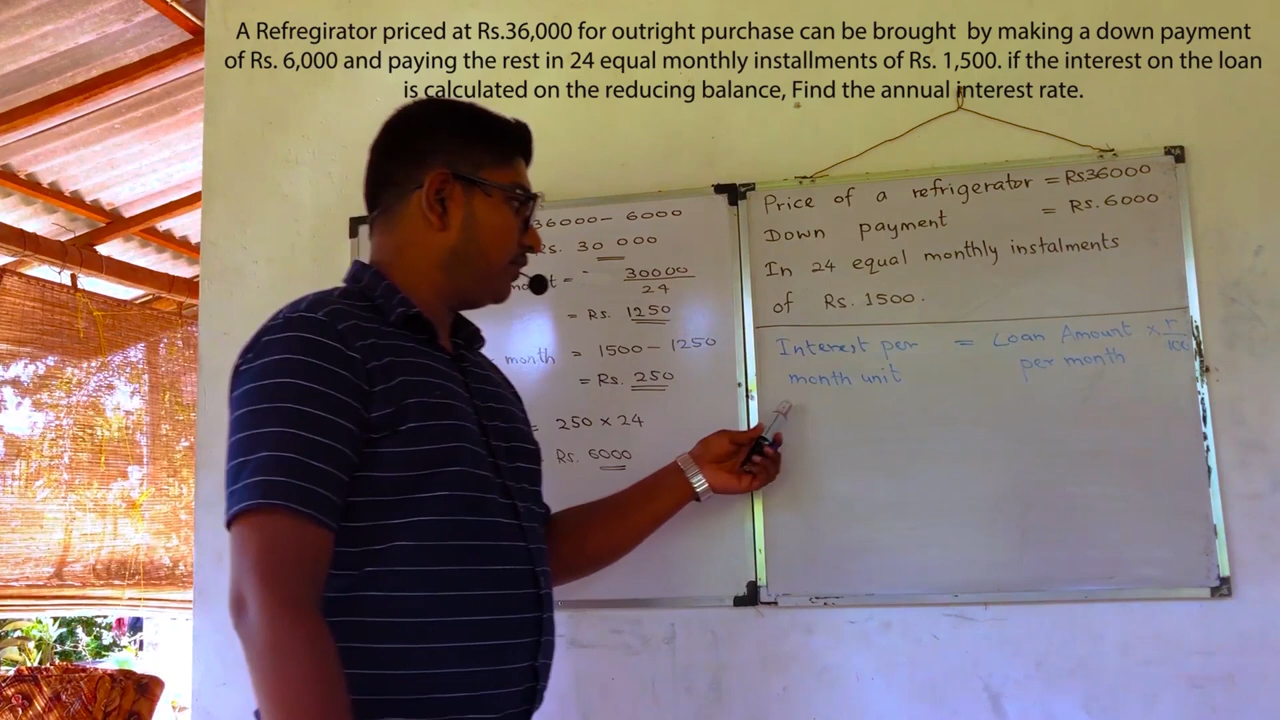 A Refregirator priced at Rs.36,000 for outright purchase can be brought by making a down payment
of Rs. 6,000 and paying the rest in 24 equal monthly installments of Rs. 1,500. if the interest on the loan
is calculated on the reducing balance, Find the annual interest rate.
36000 - 6000
Rs. 30 000
= 30000
24
= Rs. 1250
month = 1500 - 1250
= Rs. 250
= 250 × 24
Rs. 6000
Price of a refrigerator = Rs36000
Down payment = Rs. 6000
In 24 equal monthly instalments
of Rs. 1500.
Interest per = Loan Amount × r
month unit per month 100